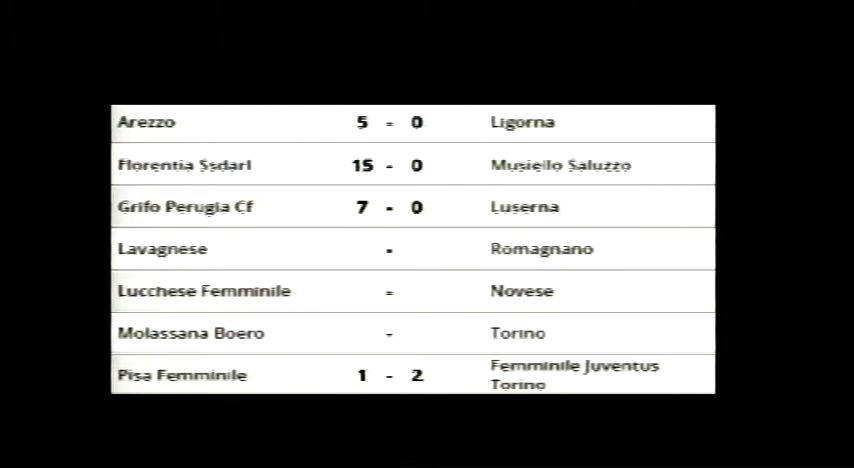 Arezzo 5 - 0 Ligorna
Florentia Ssdarl 15 - 0 Musiello Saluzzo
Grifo Perugia Cf 7 - 0 Luserna
Lavagnese - Romagnano
Lucchese Femminile - Novese
Molassana Boero - Torino
Pisa Femminile 1 - 2 Femminile Juventus
Torino